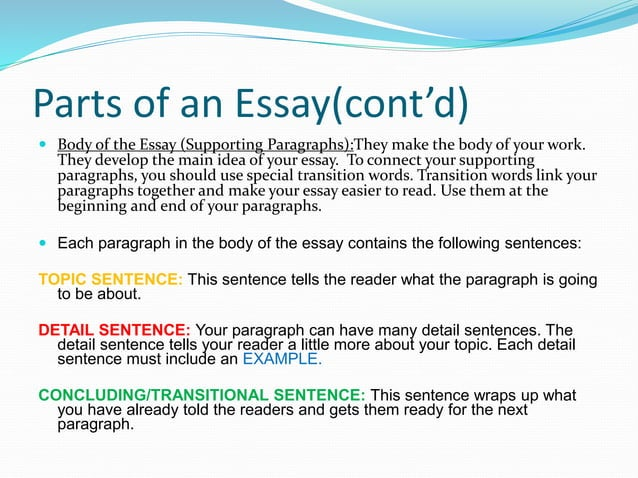 Parts of an Essay(cont’d)
Body of the Essay (Supporting Paragraphs):They make the body of your work.
They develop the main idea of your essay. To connect your supporting
paragraphs, you should use special transition words. Transition words link your
paragraphs together and make your essay easier to read. Use them at the
beginning and end of your paragraphs.
Each paragraph in the body of the essay contains the following sentences:
TOPIC SENTENCE: This sentence tells the reader what the paragraph is going
to be about.
DETAIL SENTENCE: Your paragraph can have many detail sentences. The
detail sentence tells your reader a little more about your topic. Each detail
sentence must include an EXAMPLE.
CONCLUDING/TRANSITIONAL SENTENCE: This sentence wraps up what
you have already told the readers and gets them ready for the next
paragraph.